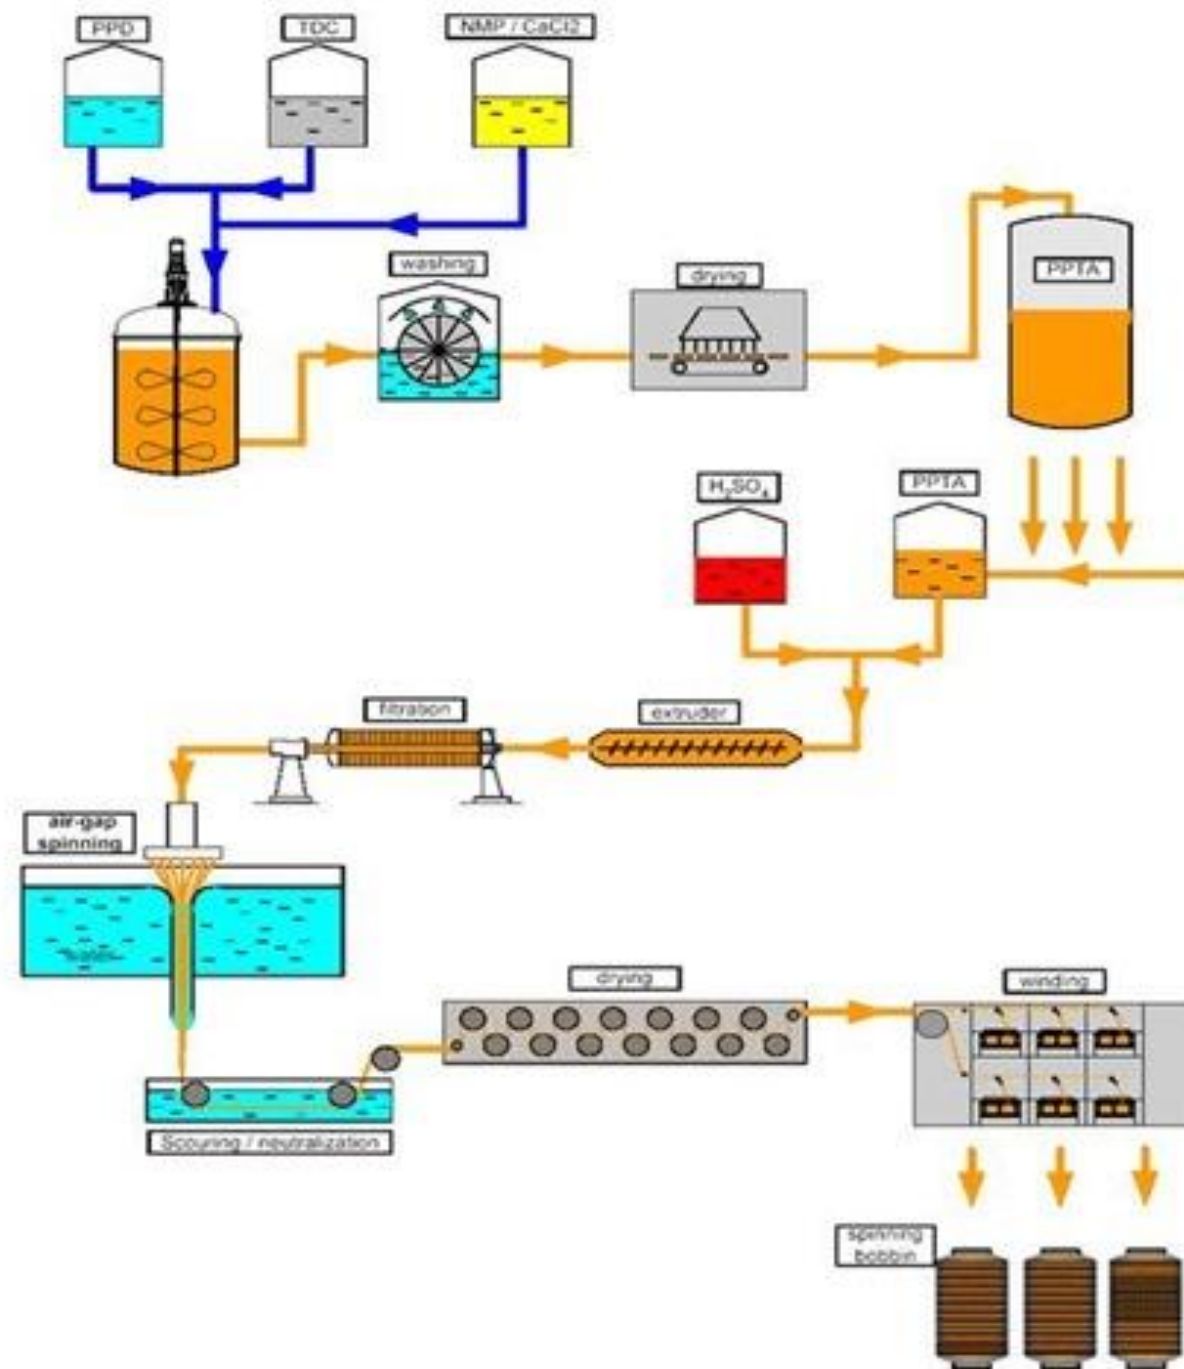 PPD
TDC
NMP / CaCl2
washing
drying
PPTA
H₂SO₄
PPTA
filtration
extruder
air-gap
spinning
drying
winding
Scouring / neutralization
spinning
bobbin